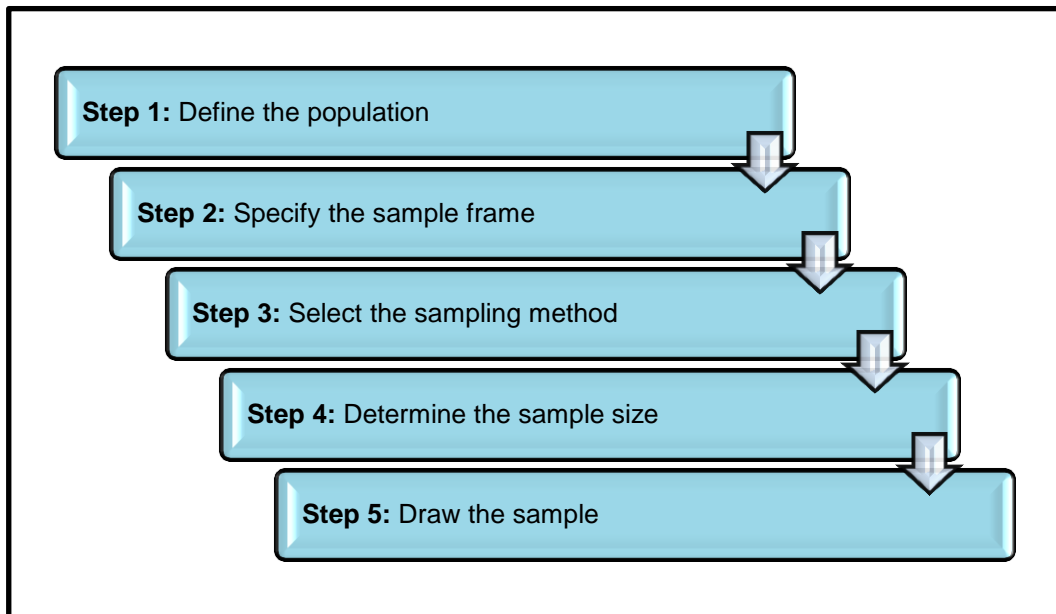 Step 1: Define the population
Step 2: Specify the sample frame
Step 3: Select the sampling method
Step 4: Determine the sample size
Step 5: Draw the sample